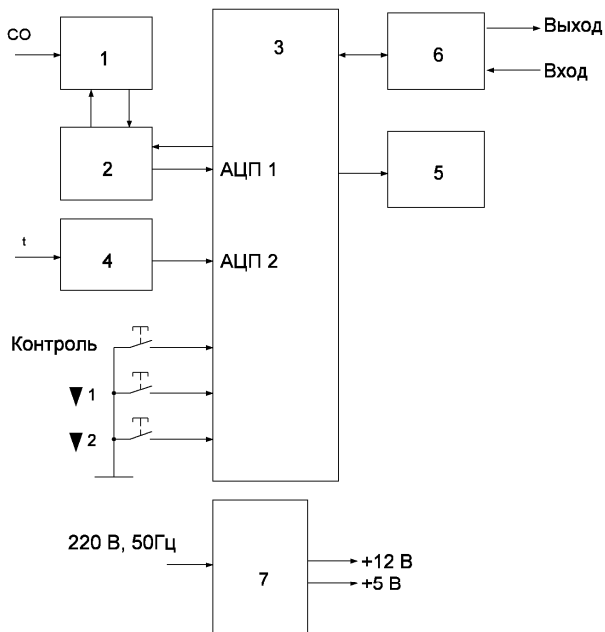 CO
1
3
6
Выход
Вход
2
АЦП 1
5
t
4
АЦП 2
Контроль
1
2
220 В, 50Гц
7
+12 В
+5 В